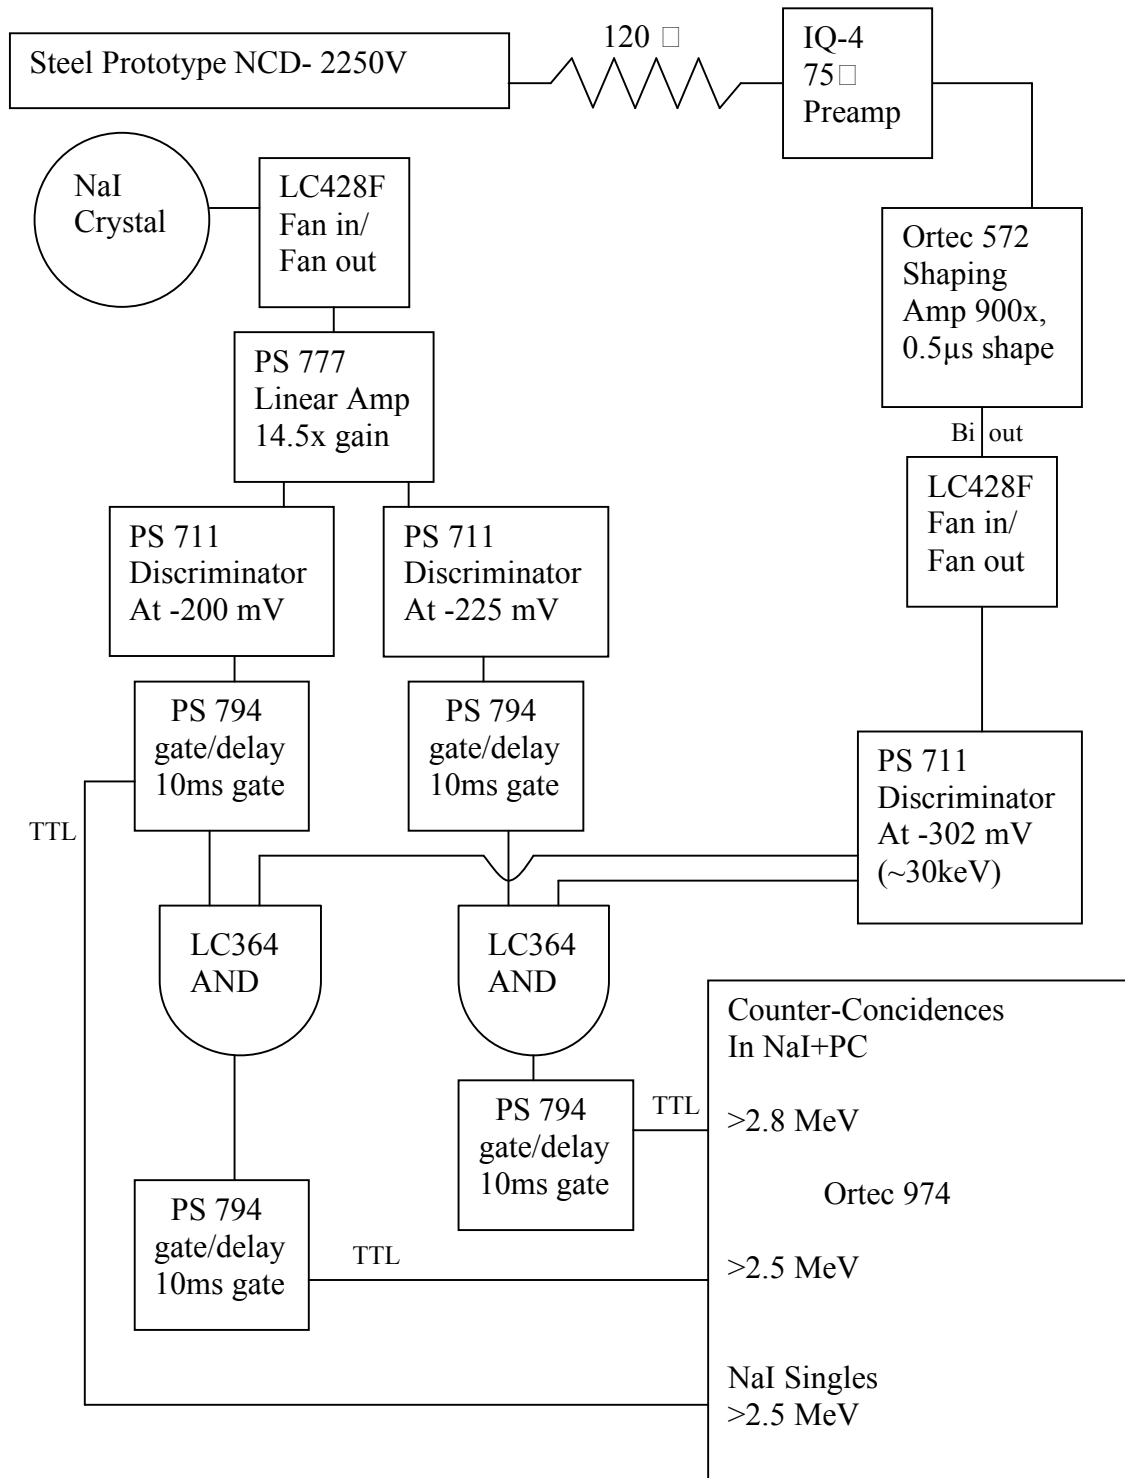 Steel Prototype NCD- 2250V
120 □
IQ-4
75□
Preamp
NaI
Crystal
LC428F
Fan in/
Fan out
Ortec 572
Shaping
Amp 900x,
0.5µs shape
PS 777
Linear Amp
14.5x gain
Bi out
LC428F
Fan in/
Fan out
PS 711
Discriminator
At -200 mV
PS 711
Discriminator
At -225 mV
PS 794
gate/delay
10ms gate
PS 794
gate/delay
10ms gate
PS 711
Discriminator
At -302 mV
(~30keV)
TTL
LC364
AND
LC364
AND
Counter-Concidences
In NaI+PC
PS 794
gate/delay
10ms gate
TTL
>2.8 MeV
Ortec 974
PS 794
gate/delay
10ms gate
TTL
>2.5 MeV
NaI Singles
>2.5 MeV